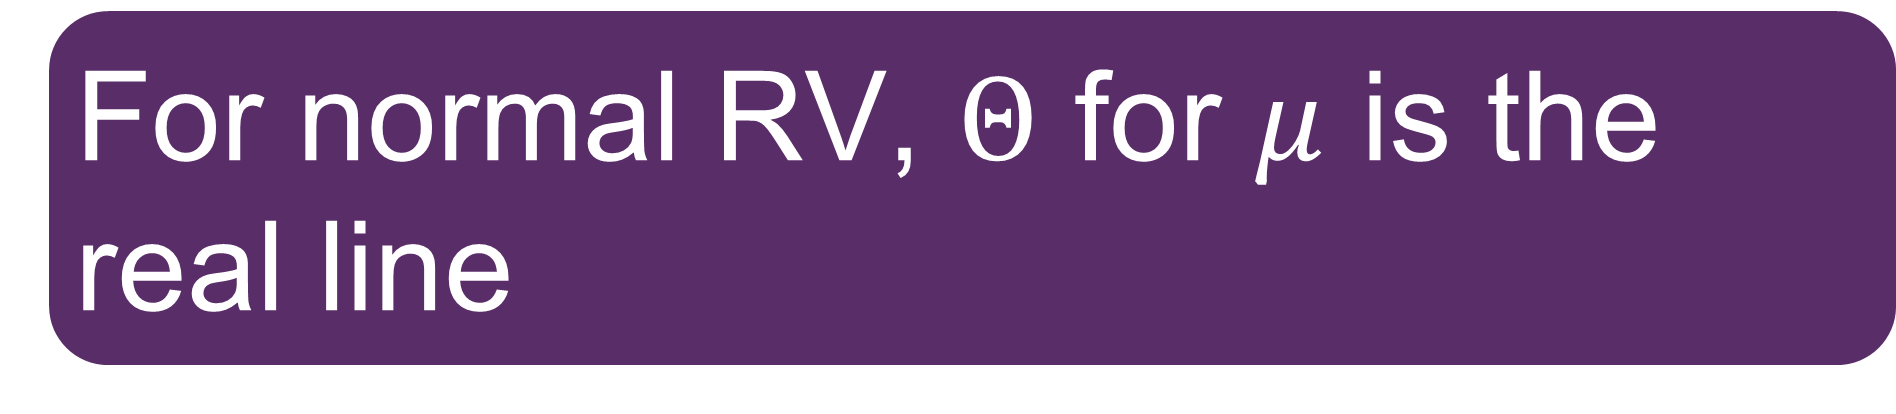 For normal RV, Θ for 𝜇 is the
real line